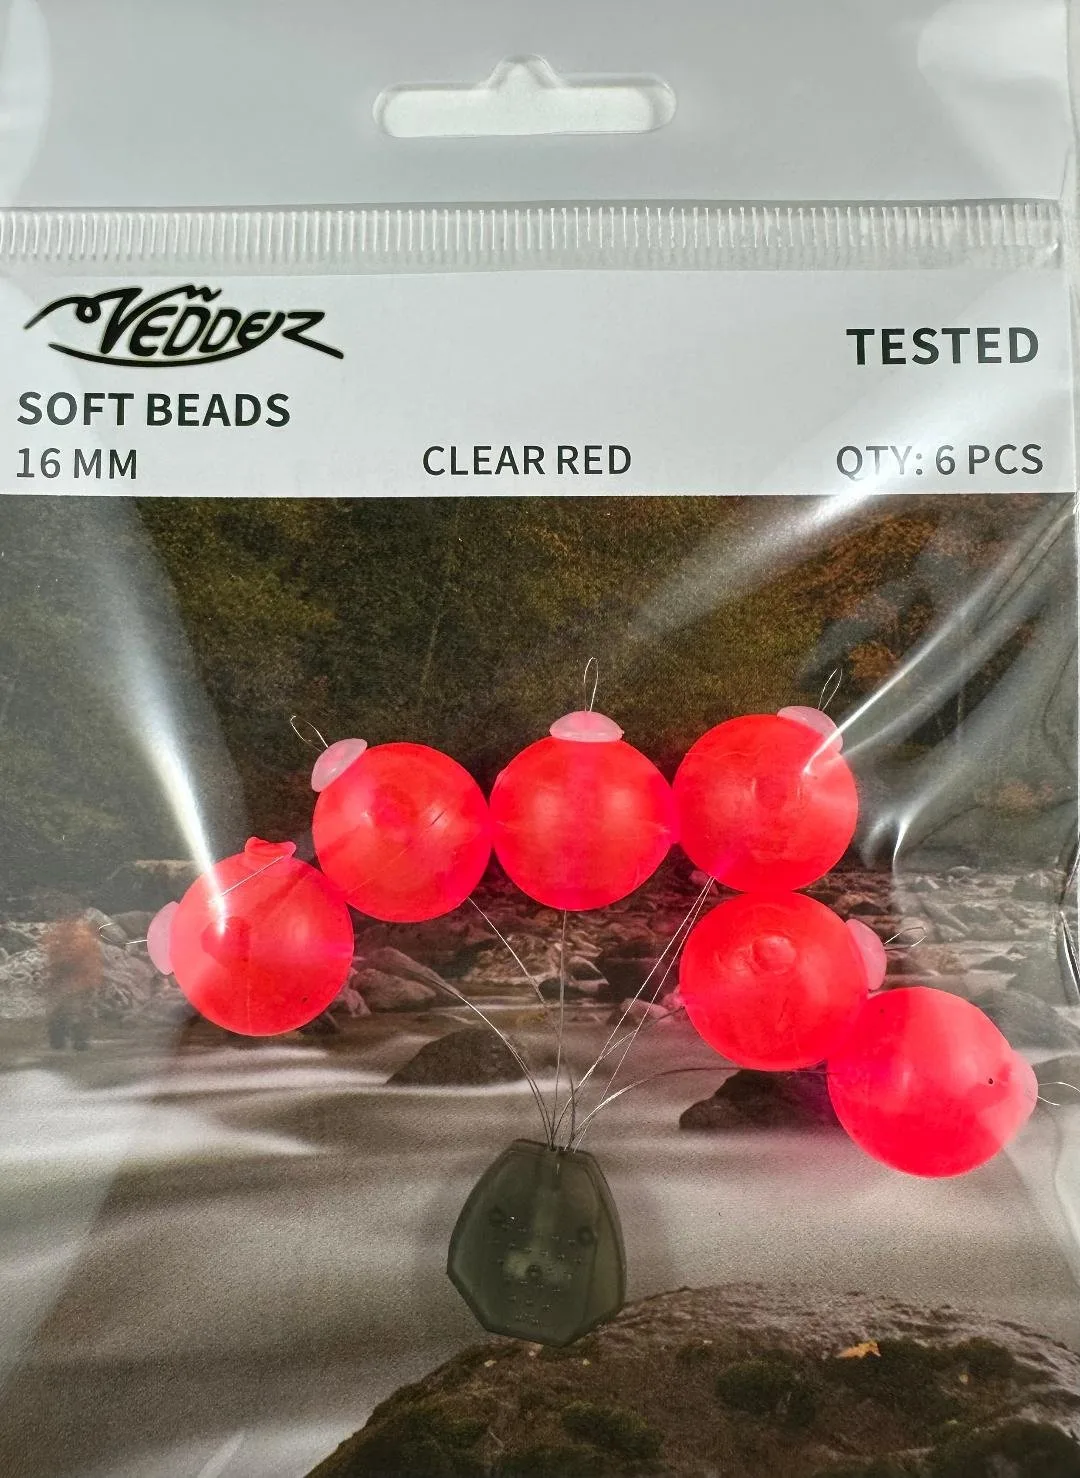 VEDDER
TESTED
SOFT BEADS
16 MM CLEAR RED QTY: 6 PCS